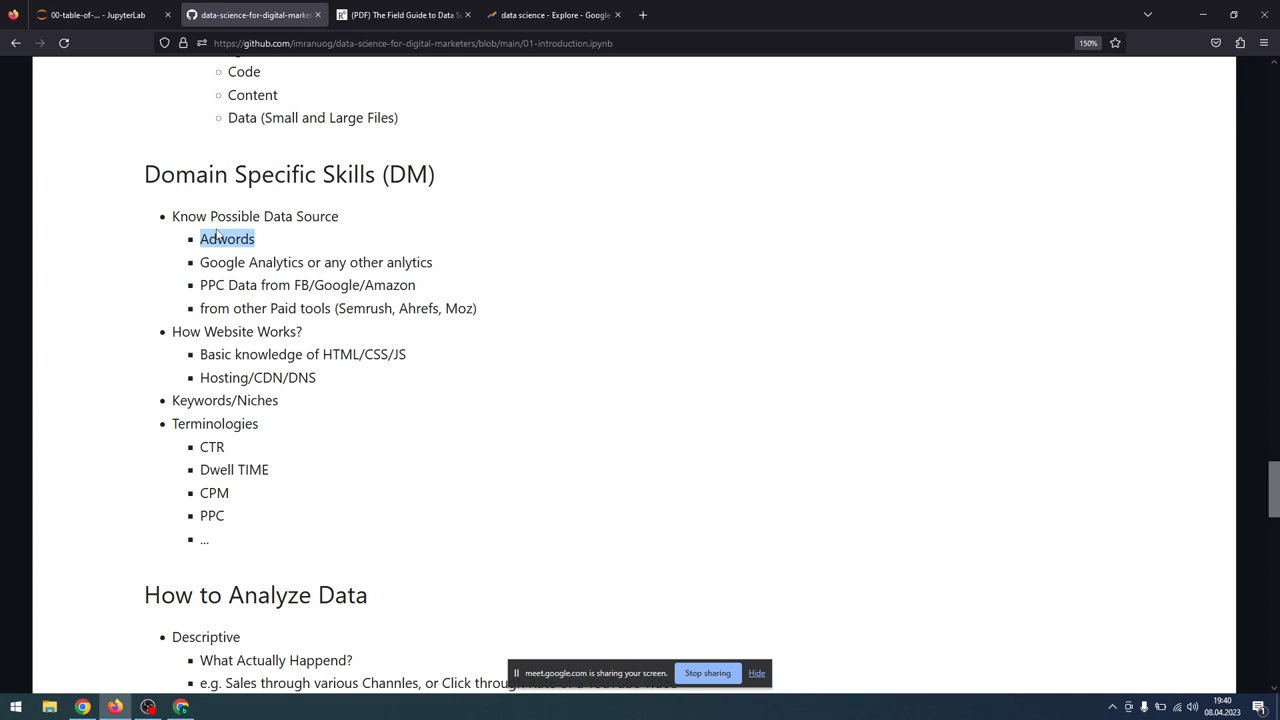 00-table-of-... - JupyterLab
data-science-for-digital-market
(PDF) The Field Guide to Data S
data science - Explore - Google
https://github.com/imranuog/data-science-for-digital-marketers/blob/main/01-introduction.ipynb
150%
Code
Content
Data (Small and Large Files)
Domain Specific Skills (DM)
Know Possible Data Source
Adwords
Google Analytics or any other anlytics
PPC Data from FB/Google/Amazon
from other Paid tools (Semrush, Ahrefs, Moz)
How Website Works?
Basic knowledge of HTML/CSS/JS
Hosting/CDN/DNS
Keywords/Niches
Terminologies
CTR
Dwell TIME
CPM
PPC
...
How to Analyze Data
Descriptive
What Actually Happend?
e.g. Sales through various Channles, or Click through
meet.google.com is sharing your screen.
Stop sharing
Hide
19:40
08.04.2023